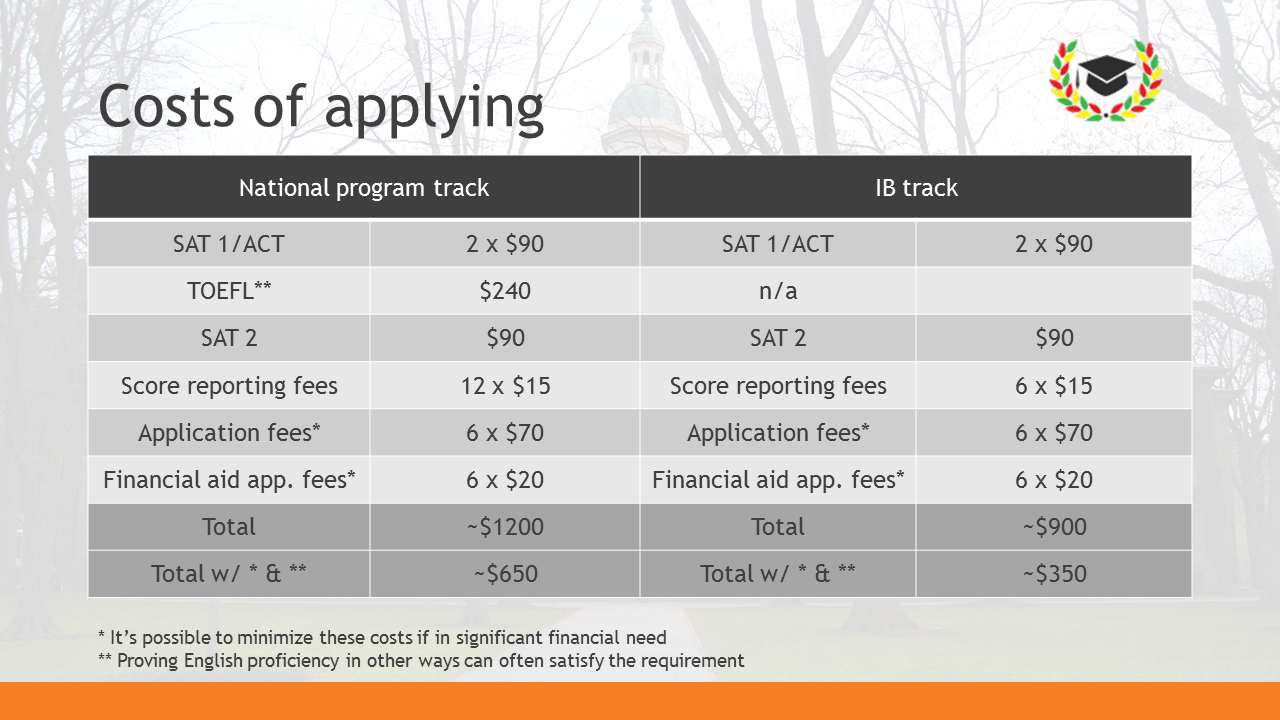 Costs of applying
National program track IB track
SAT 1/ACT 2 x $90 SAT 1/ACT 2 x $90
TOEFL** $240 n/a
SAT 2 $90 SAT 2 $90
Score reporting fees 12 x $15 Score reporting fees 6 x $15
Application fees* 6 x $70 Application fees* 6 x $70
Financial aid app. fees* 6 x $20 Financial aid app. fees* 6 x $20
Total ~$1200 Total ~$900
Total w/ * & ** ~$650 Total w/ * & ** ~$350
* It’s possible to minimize these costs if in significant financial need
** Proving English proficiency in other ways can often satisfy the requirement